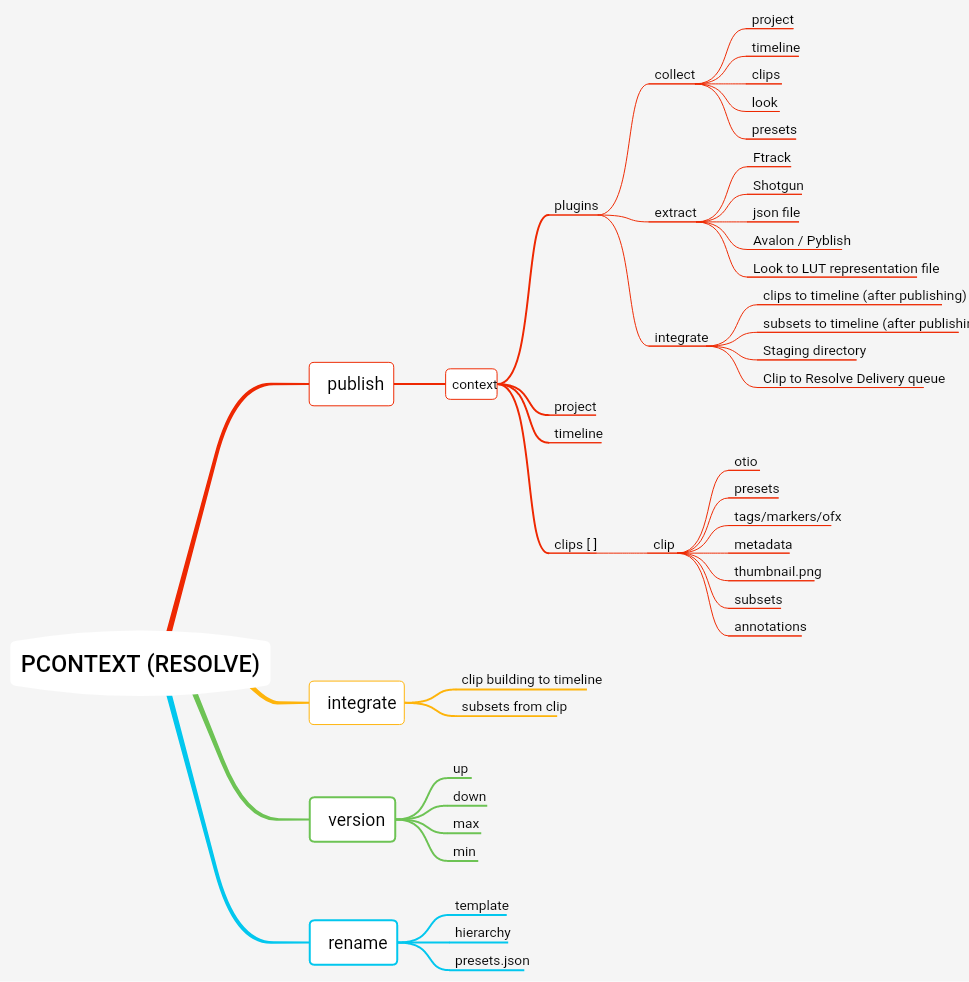 project
timeline
collect
clips
look
presets
Ftrack
Shotgun
plugins
extract
json file
Avalon / Pyblish
Look to LUT representation file
clips to timeline (after publishing)
subsets to timeline (after
integrate
Staging directory
Clip to Resolve Delivery queue
publish
context
project
timeline
otio
presets
tags/markers/ofx
clips [ ]
clip
metadata
thumbnail.png
subsets
annotations
PCONTEXT (RESOLVE)
integrate
clip building to timeline
subsets from clip
up
down
version
max
min
template
rename
hierarchy
presets.json